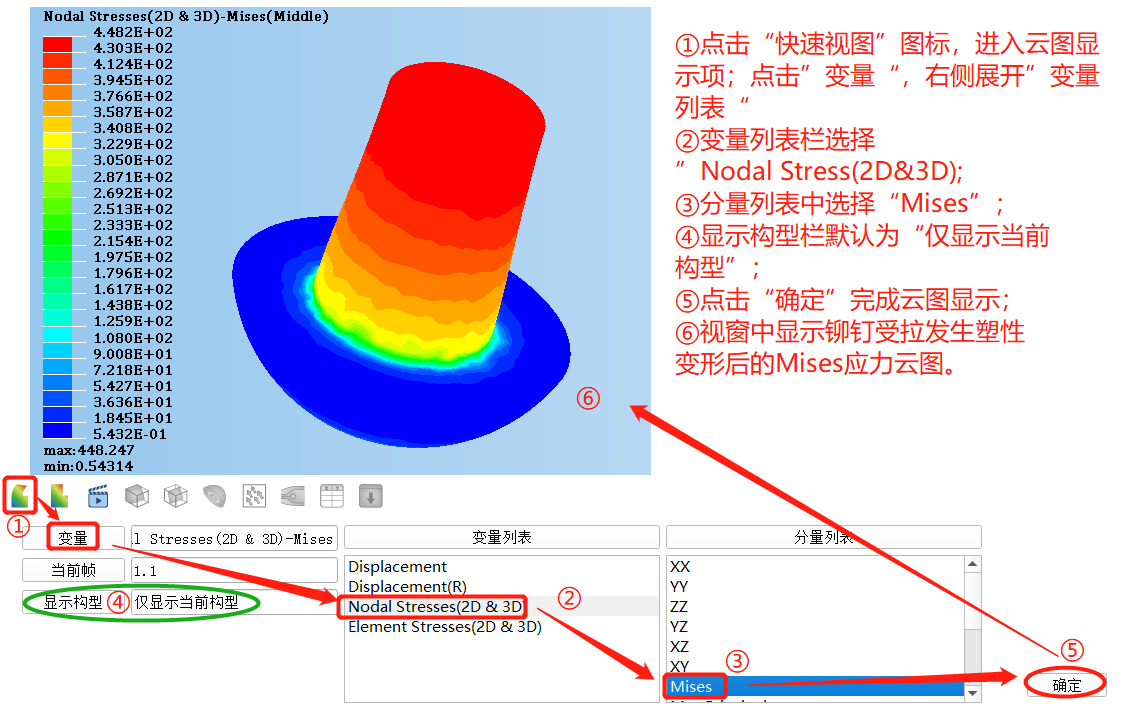 Nodal Stresses(2D & 3D)-Mises(Middle)
4.482E+02
4.303E+02
4.124E+02
3.945E+02
3.766E+02
3.587E+02
3.408E+02
3.229E+02
3.050E+02
2.871E+02
2.692E+02
2.513E+02
2.333E+02
2.154E+02
1.975E+02
1.796E+02
1.617E+02
1.438E+02
1.259E+02
1.080E+02
9.008E+01
7.218E+01
5.427E+01
3.636E+01
1.845E+01
5.432E-01
max:448.247
min:0.54314
①点击“快速视图”图标，进入云图显
示项；点击”变量“，右侧展开”变量
列表“
②变量列表栏选择
”Nodal Stress(2D&3D);
③分量列表中选择“Mises”；
④显示构型栏默认为“仅显示当前
构型”；
⑤点击“确定”完成云图显示；
⑥视窗中显示铆钉受拉发生塑性
变形后的Mises应力云图。
⑥
①
变量
l Stresses(2D & 3D)-Mises
当前帧
1.1
显示构型
④
仅显示当前构型
变量列表
Displacement
Displacement(R)
Nodal Stresses(2D & 3D)
Element Stresses(2D & 3D)
②
分量列表
XX
YY
ZZ
YZ
XZ
XY
Mises
③
⑤
确定